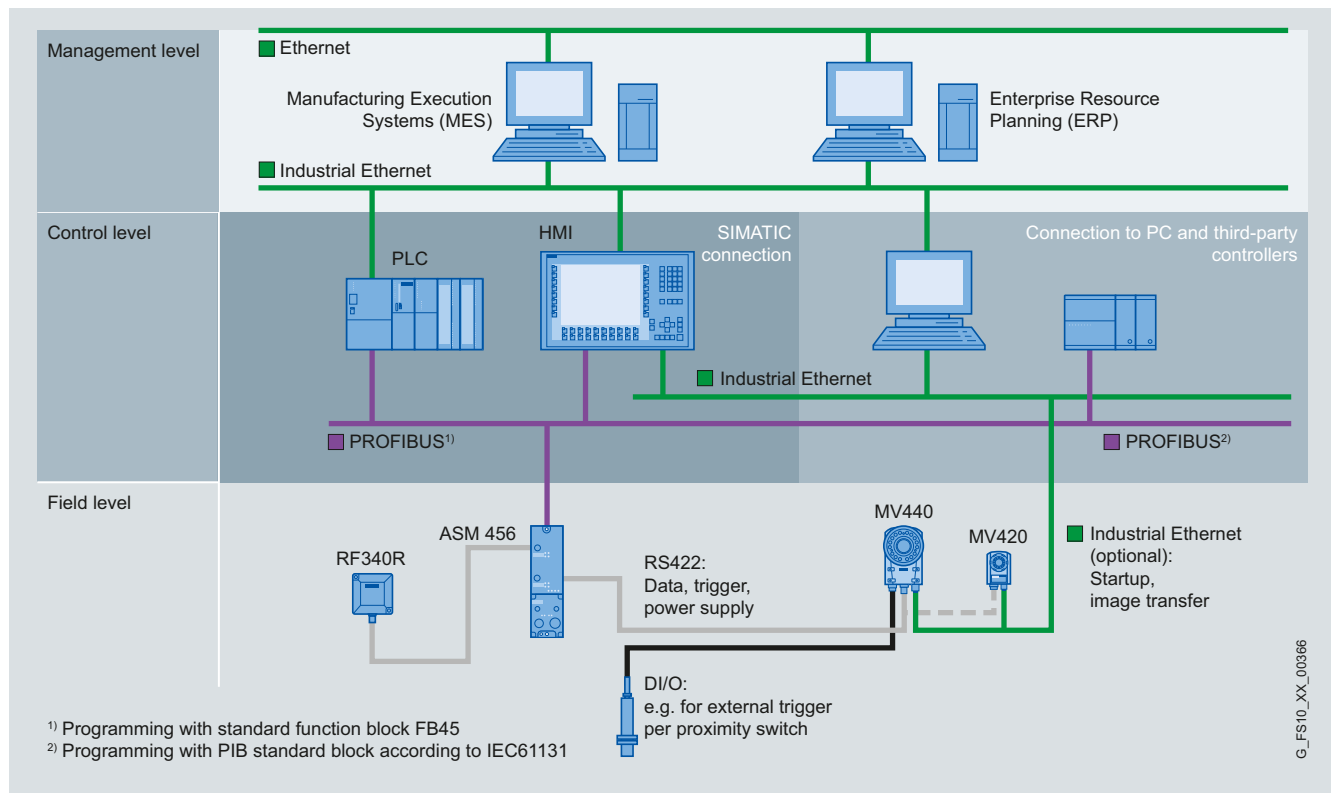 Management level
Ethernet
Manufacturing Execution
Systems (MES)
Enterprise Resource
Planning (ERP)
Industrial Ethernet
Control level
PLC
HMI
SIMATIC
connection
Connection to PC and third-party
controllers
Industrial Ethernet
PROFIBUS1)
PROFIBUS2)
Field level
RF340R
ASM 456
RS422:
Data, trigger,
power supply
MV440
MV420
Industrial Ethernet
(optional):
Startup,
image transfer
DI/O:
e.g. for external trigger
per proximity switch
1) Programming with standard function block FB45
2) Programming with PIB standard block according to IEC61131
G_FS10_XX_00366